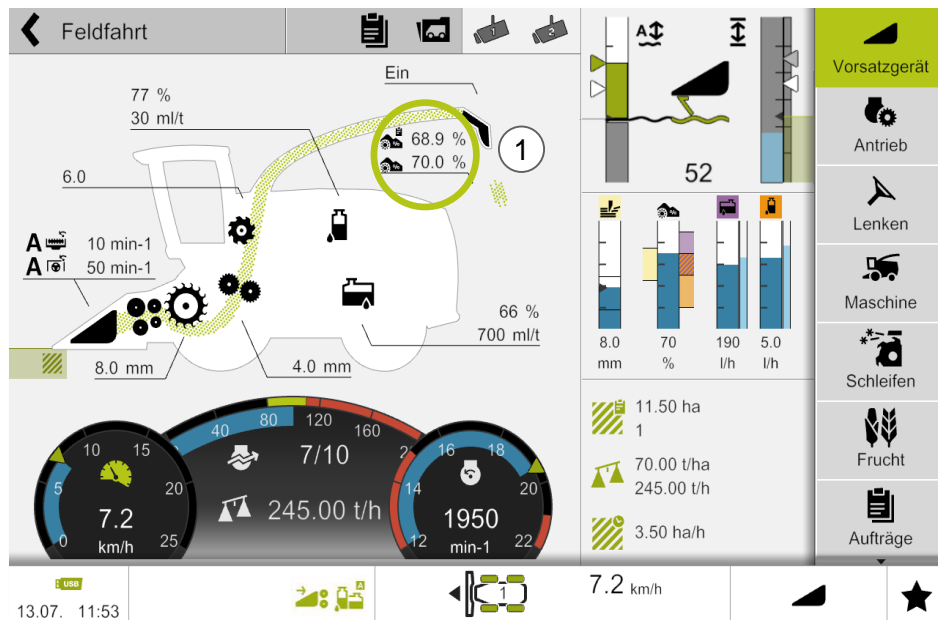 Feldfahrt
1
2
Ein
77 %
30 ml/t
68.9 %
70.0 %
1
6.0
A 10 min-1
A 50 min-1
66 %
700 ml/t
8.0 mm
4.0 mm
A
52
8.0
mm
70
%
190
l/h
5.0
l/h
11.50 ha
1
70.00 t/ha
245.00 t/h
3.50 ha/h
0
5
10
15
20
25
7.2
km/h
40
80
120
160
2
7/10
245.00 t/h
12
14
16
18
20
22
1950
min-1
Vorsatzgerät
Antrieb
Lenken
Maschine
Schleifen
Frucht
Aufträge
USB
13.07. 11:53
A
1
7.2 km/h